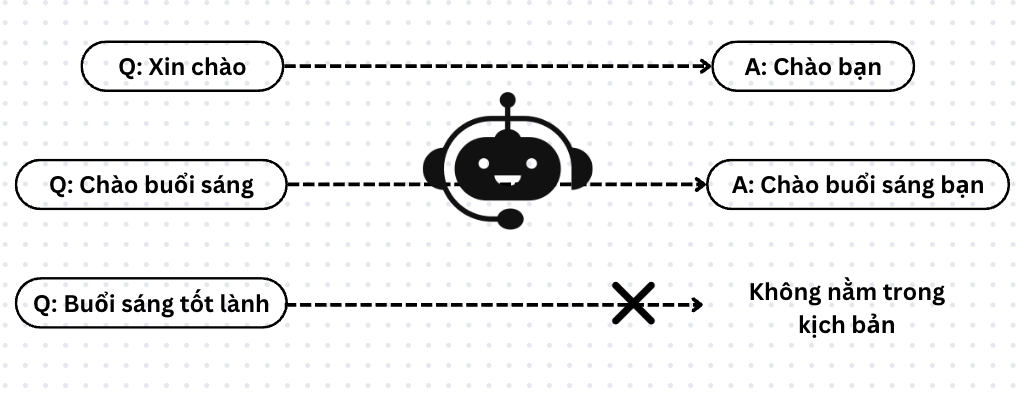 Q: Xin chào
A: Chào bạn
Q: Chào buổi sáng
A: Chào buổi sáng bạn
Q: Buổi sáng tốt lành
Không nằm trong
kịch bản